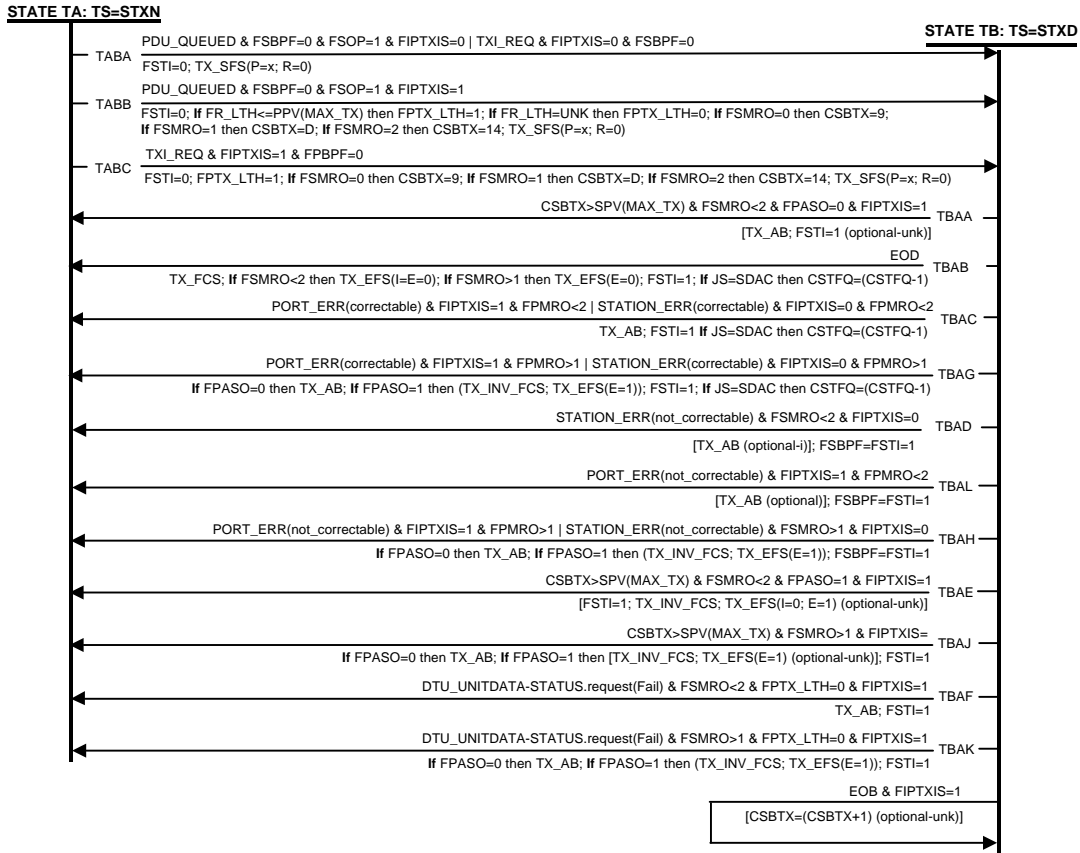 STATE TA: TS=STXN
STATE TB: TS=STXD
PDU_QUEUED & FSBPF=0 & FSOP=1 & FIPTXIS=0 | TXI_REQ & FIPTXIS=0 & FSBPF=0
TABA
FSTI=0; TX_SFS(P=x; R=0)
PDU_QUEUED & FSBPF=0 & FSOP=1 & FIPTXIS=1
TABB
FSTI=0; If FR_LTH<=PPV(MAX_TX) then FPTX_LTH=1; If FR_LTH=UNK then FPTX_LTH=0; If FSMRO=0 then CSBTX=9;
If FSMRO=1 then CSBTX=D; If FSMRO=2 then CSBTX=14; TX_SFS(P=x; R=0)
TXI_REQ & FIPTXIS=1 & FPBPF=0
TABC
FSTI=0; FPTX_LTH=1; If FSMRO=0 then CSBTX=9; If FSMRO=1 then CSBTX=D; If FSMRO=2 then CSBTX=14; TX_SFS(P=x; R=0)
CSBTX>SPV(MAX_TX) & FSMRO<2 & FPASO=0 & FIPTXIS=1
TBAA
[TX_AB; FSTI=1 (optional-unk)]
EOD
TBAB
TX_FCS; If FSMRO<2 then TX_EFS(I=E=0); If FSMRO>1 then TX_EFS(E=0); FSTI=1; If JS=SDAC then CSTFQ=(CSTFQ-1)
PORT_ERR(correctable) & FIPTXIS=1 & FPMRO<2 | STATION_ERR(correctable) & FIPTXIS=0 & FPMRO<2
TBAC
TX_AB; FSTI=1 If JS=SDAC then CSTFQ=(CSTFQ-1)
PORT_ERR(correctable) & FIPTXIS=1 & FPMRO>1 | STATION_ERR(correctable) & FIPTXIS=0 & FPMRO>1
TBAG
If FPASO=0 then TX_AB; If FPASO=1 then (TX_INV_FCS; TX_EFS(E=1)); FSTI=1; If JS=SDAC then CSTFQ=(CSTFQ-1)
STATION_ERR(not_correctable) & FSMRO<2 & FIPTXIS=0
TBAD
[TX_AB (optional-i)]; FSBPF=FSTI=1
PORT_ERR(not_correctable) & FIPTXIS=1 & FPMRO<2
TBAL
[TX_AB (optional)]; FSBPF=FSTI=1
PORT_ERR(not_correctable) & FIPTXIS=1 & FPMRO>1 | STATION_ERR(not_correctable) & FSMRO>1 & FIPTXIS=0
TBAH
If FPASO=0 then TX_AB; If FPASO=1 then (TX_INV_FCS; TX_EFS(E=1)); FSBPF=FSTI=1
CSBTX>SPV(MAX_TX) & FSMRO<2 & FPASO=1 & FIPTXIS=1
TBAE
[FSTI=1; TX_INV_FCS; TX_EFS(I=0; E=1) (optional-unk)]
CSBTX>SPV(MAX_TX) & FSMRO>1 & FIPTXIS=
TBAJ
If FPASO=0 then TX_AB; If FPASO=1 then [TX_INV_FCS; TX_EFS(E=1) (optional-unk)]; FSTI=1
DTU_UNITDATA-STATUS.request(Fail) & FSMRO<2 & FPTX_LTH=0 & FIPTXIS=1
TBAF
TX_AB; FSTI=1
DTU_UNITDATA-STATUS.request(Fail) & FSMRO>1 & FPTX_LTH=0 & FIPTXIS=1
TBAK
If FPASO=0 then TX_AB; If FPASO=1 then (TX_INV_FCS; TX_EFS(E=1)); FSTI=1
EOB & FIPTXIS=1
[CSBTX=(CSBTX+1) (optional-unk)]